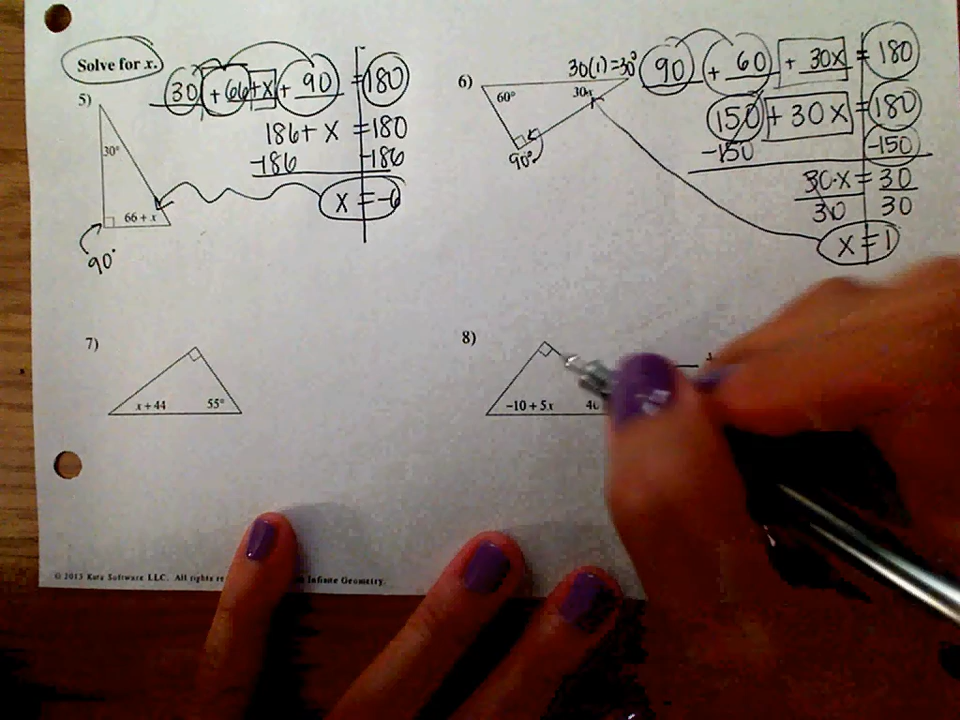 Solve for x.
5)
30 + 66 + x + 90 = 180
186 + x = 180
-186 -186
x = -6
30°
66 + x
90°
6)
30(1)=30°
90 + 60 + 30x = 180
60°
30x
90°
150 + 30x = 180
-150 -150
30·x = 30
30 30
x = 1
7)
x + 44
55°
8)
-10 + 5x
© 2013 Kuta Software LLC. All rights
Infinite Geometry.